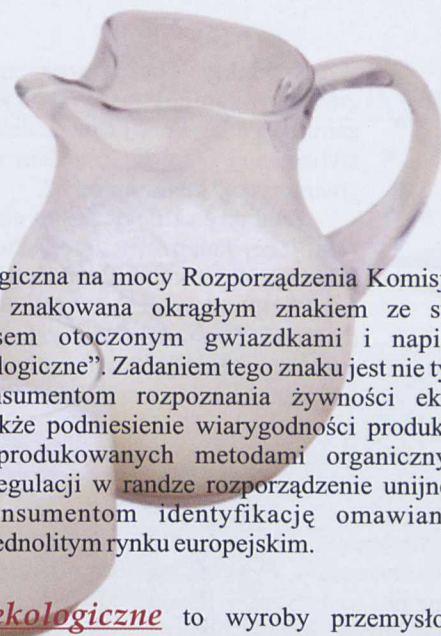 giczna na mocy Rozporządzenia Komisj
znakowana okrągłym znakiem ze s
sem otoczonym gwiazdkami i napi
logiczne”. Zadaniem tego znaku jest nie ty
nsumentom rozpoznania żywności ek
kże podniesienie wiarygodności produk
produkowanych metodami organiczny
egulacji w randze rozporządzenie unijne
nsumentom identyfikację omawian
ednolitym rynku europejskim.
ekologiczne to wyroby przemysło